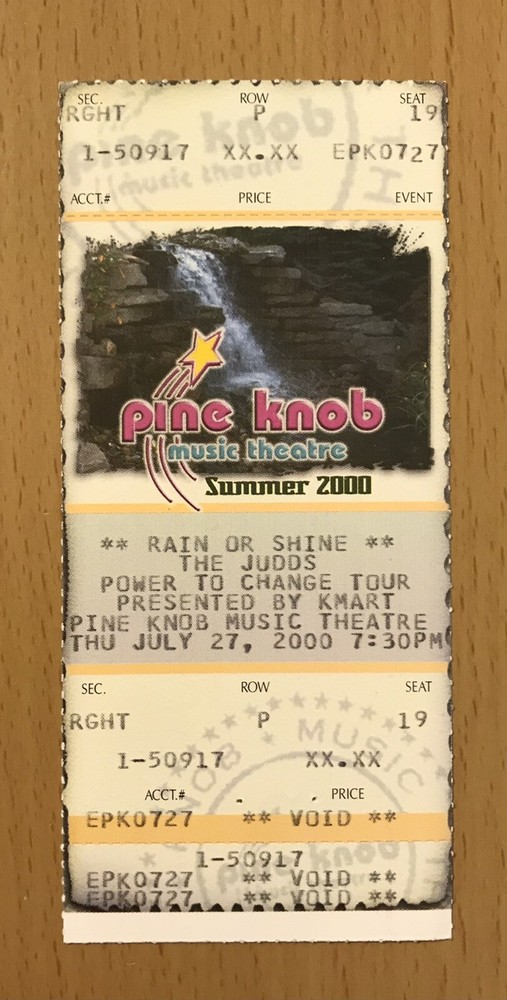 SEC. ROW SEAT
RGHT P 19
1-50917 XX.XX EPK0727
ACCT.# PRICE EVENT
pine knob
music theatre
Summer 2000
** RAIN OR SHINE **
THE JUDDS
POWER TO CHANGE TOUR
PRESENTED BY KMART
PINE KNOB MUSIC THEATRE
THU JULY 27, 2000 7:30PM
SEC. ROW SEAT
RGHT P 19
1-50917 XX.XX
ACCT.# PRICE
EPK0727 ** VOID **
1-50917
EPK0727 ** VOID **
EPK0727 ** VOID **